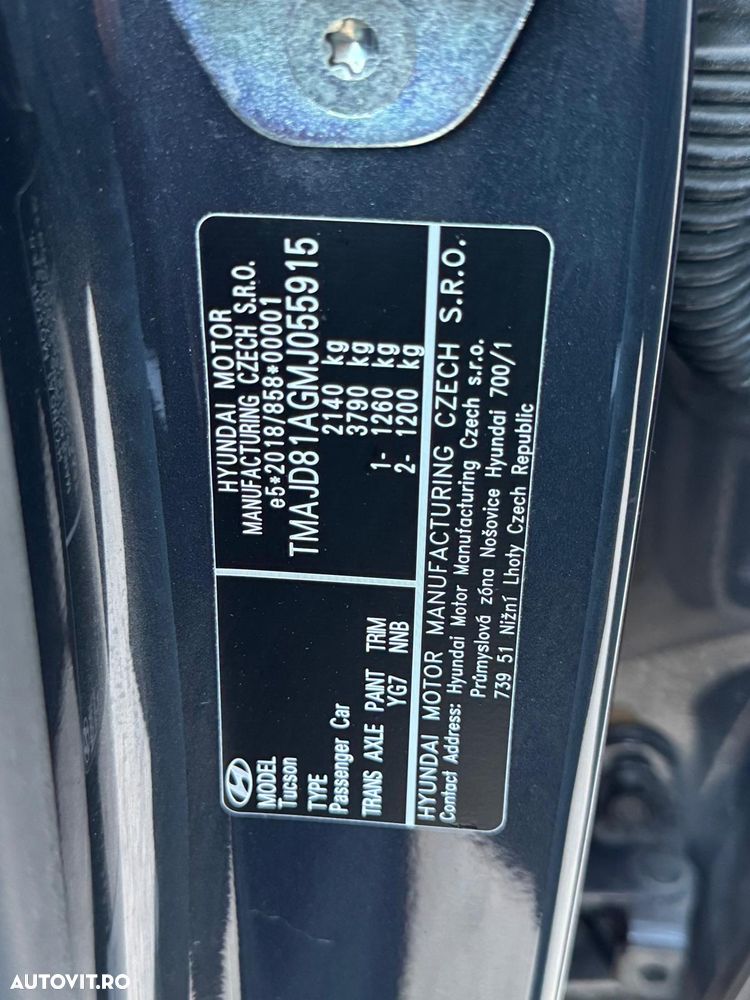 HYUNDAI MOTOR
MANUFACTURING CZECH S.R.O.
e5*2018/858*00001
TMAJD81AGMJ055915
2140 kg
3790 kg
1- 1260 kg
2- 1200 kg
MODEL
Tucson
TYPE
Passenger Car
TRANS AXLE PAINT TRIM
YG7 NNB
HYUNDAI MOTOR MANUFACTURING CZECH S.R.O.
Contact Address: Hyundai Motor Manufacturing Czech s.r.o.
Průmyslová zóna Nošovice Hyundai 700/1
739 51 Nižní Lhoty Czech Republic
AUTOVIT.RO